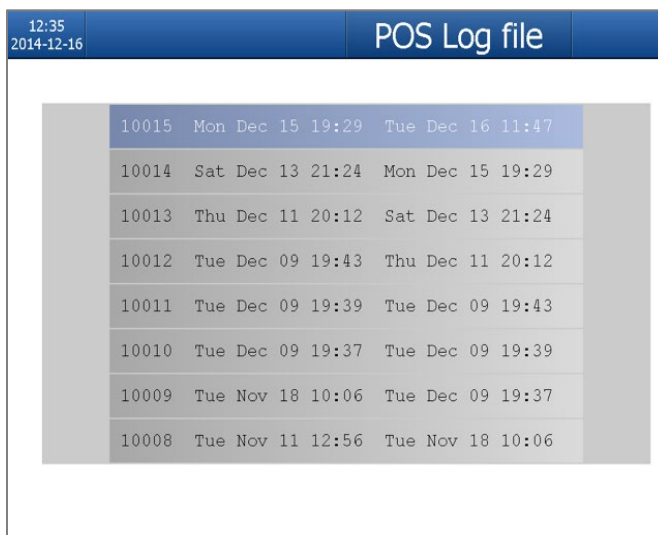 12:35
2014-12-16
POS Log file
10015 Mon Dec 15 19:29 Tue Dec 16 11:47
10014 Sat Dec 13 21:24 Mon Dec 15 19:29
10013 Thu Dec 11 20:12 Sat Dec 13 21:24
10012 Tue Dec 09 19:43 Thu Dec 11 20:12
10011 Tue Dec 09 19:39 Tue Dec 09 19:43
10010 Tue Dec 09 19:37 Tue Dec 09 19:39
10009 Tue Nov 18 10:06 Tue Dec 09 19:37
10008 Tue Nov 11 12:56 Tue Nov 18 10:06